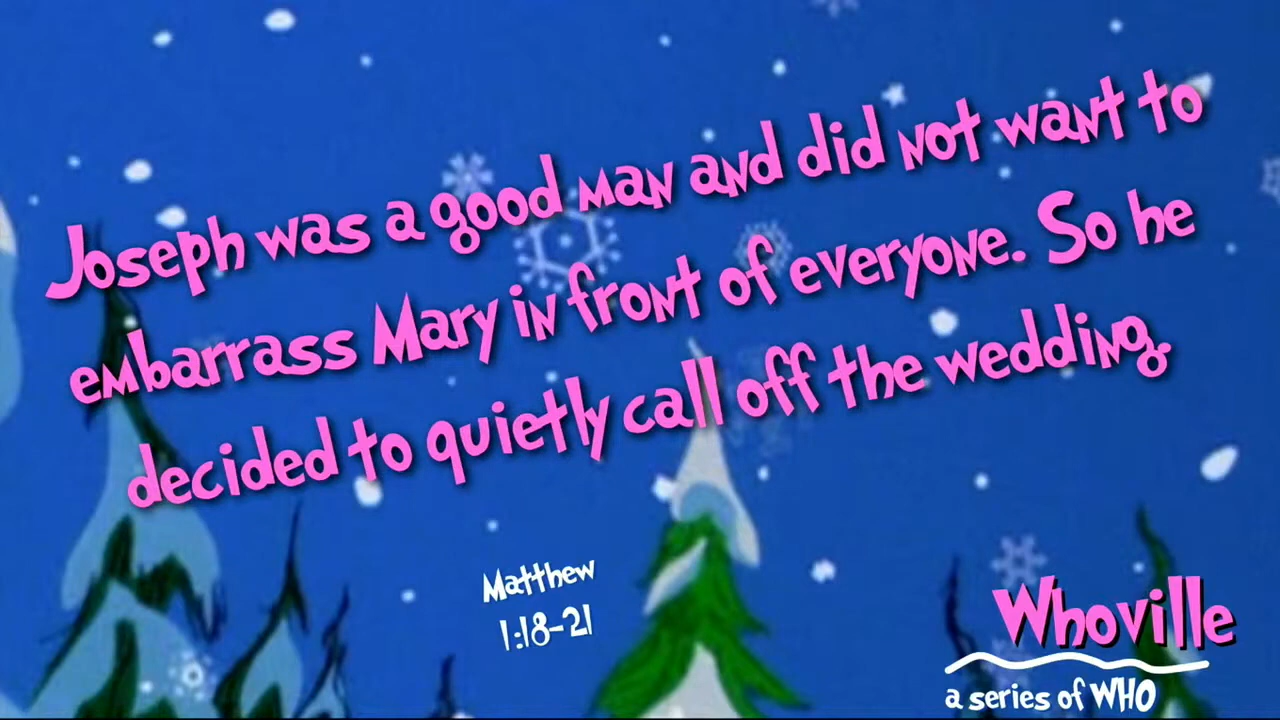 Joseph was a good man and did not want to
embarrass Mary in front of everyone. So he
decided to quietly call off the wedding.
Matthew
1:18-21
Whoville
a series of WHO